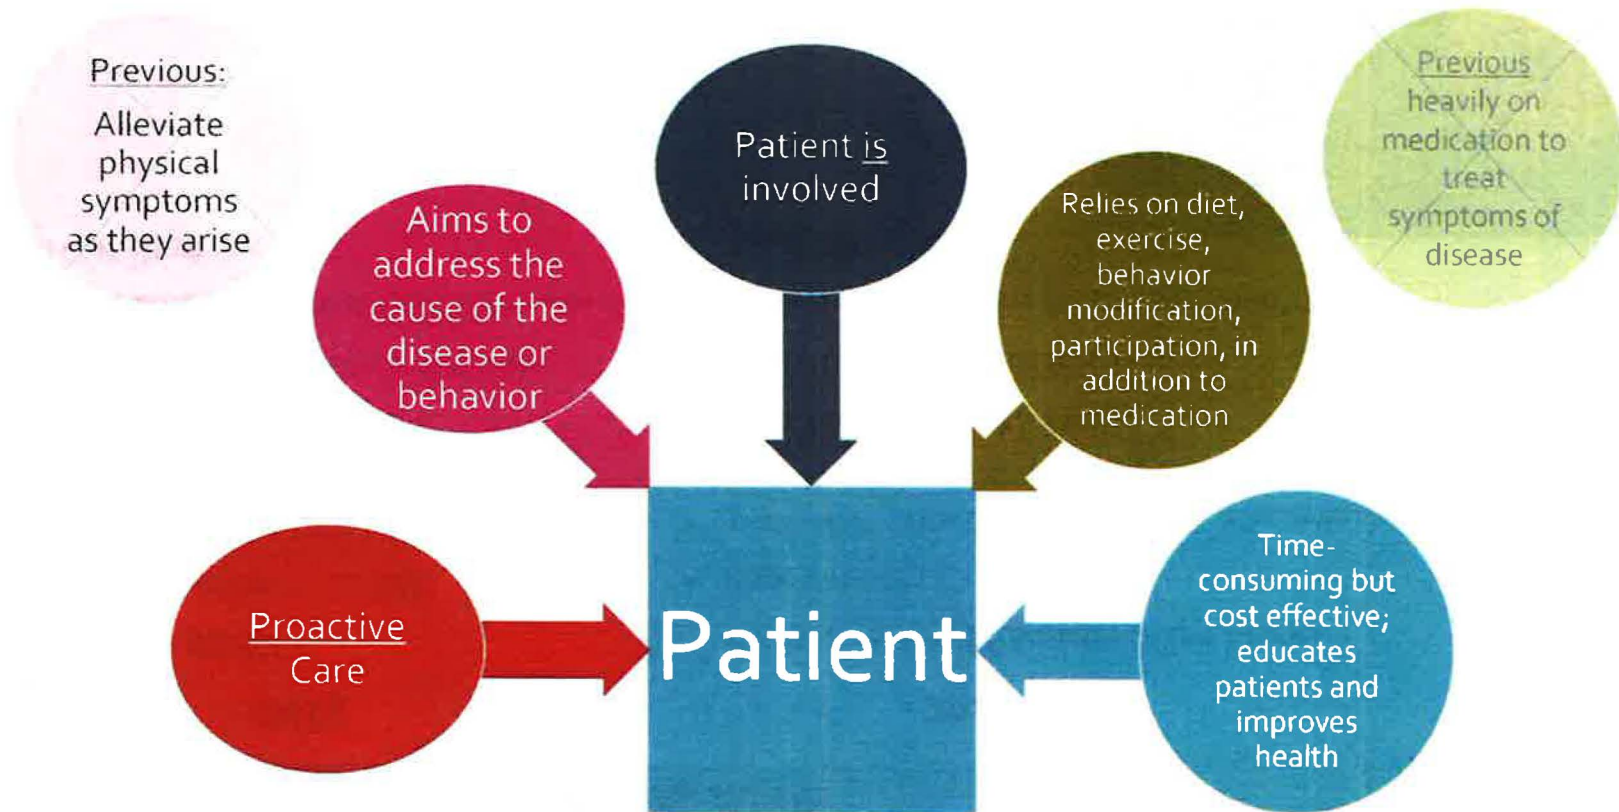 Previous:
Alleviate
physical
symptoms
as they arise
Aims to
address the
cause of the
disease or
behavior
Patient is
involved
Relies on diet,
exercise,
behavior
modification,
participation, in
addition to
medication
Previous
heavily on
medication to
treat
symptoms of
disease
Proactive
Care
Patient
Time-
consuming but
cost effective;
educates
patients and
improves
health